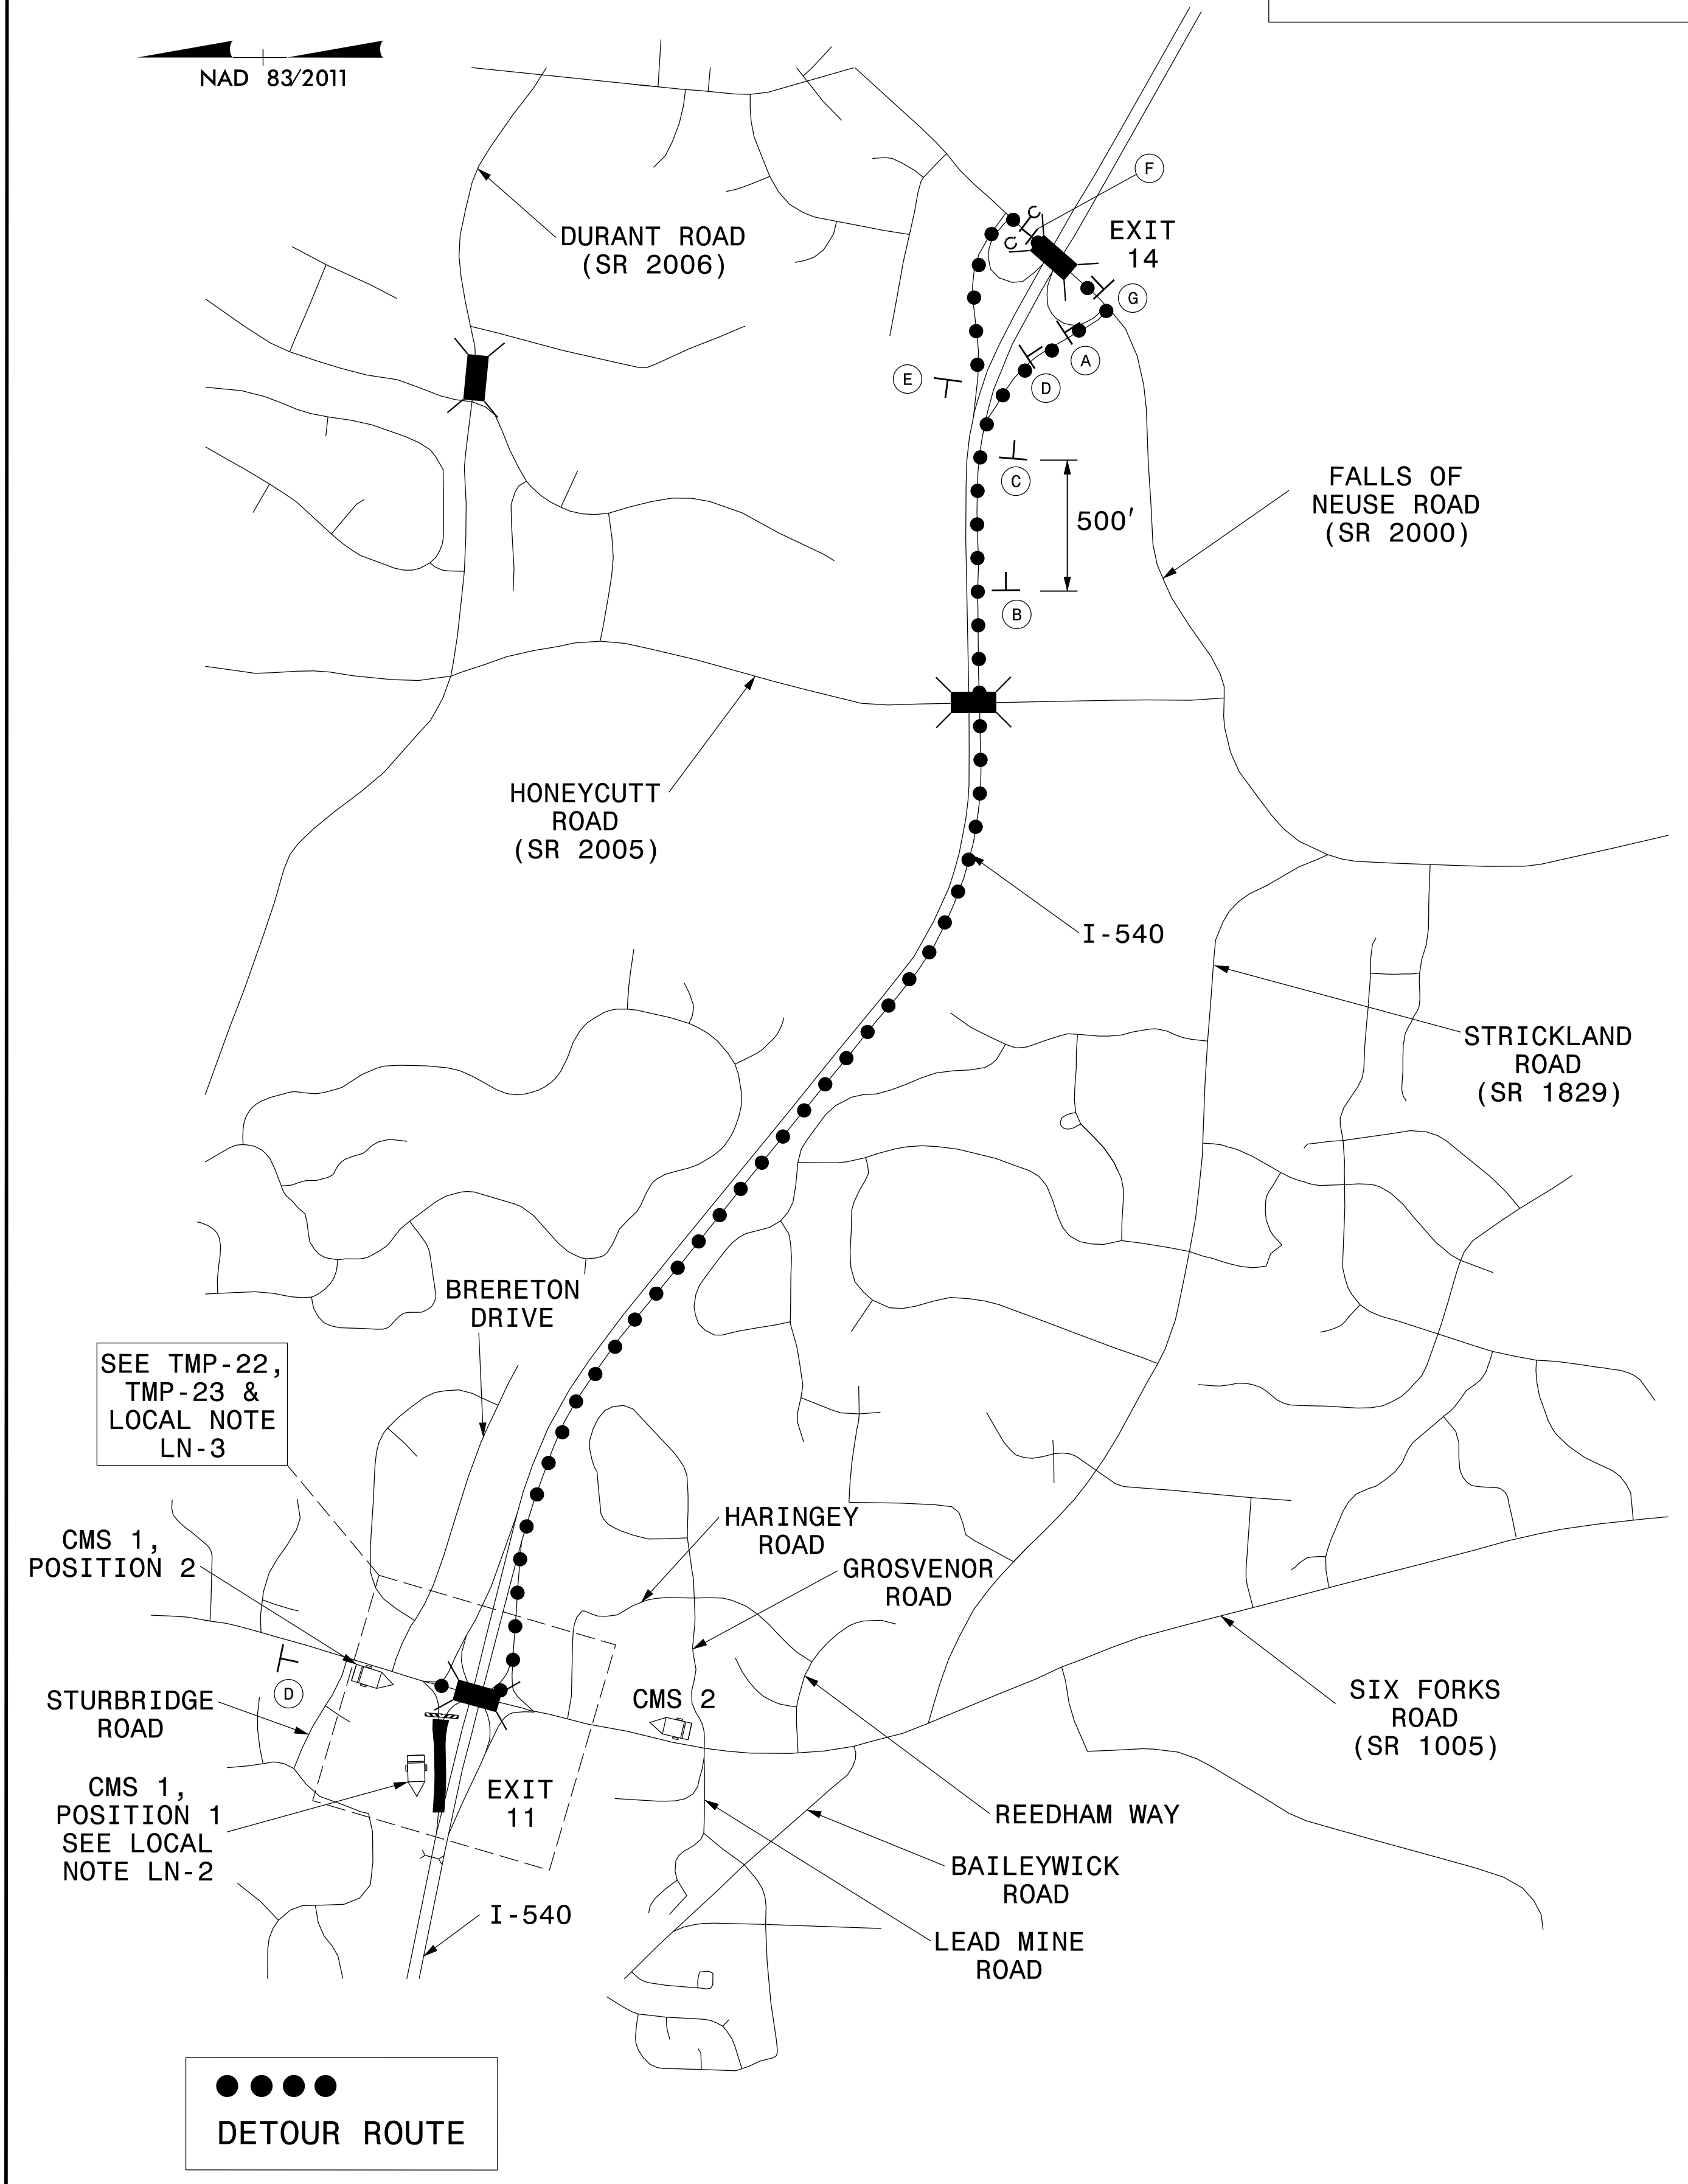 NAD 83/2011
F
EXIT
14
DURANT ROAD
(SR 2006)
G
A
E
D
C
500'
FALLS OF
NEUSE ROAD
(SR 2000)
B
HONEYCUTT
ROAD
(SR 2005)
I-540
STRICKLAND
ROAD
(SR 1829)
BRERETON
DRIVE
SEE TMP-22,
TMP-23 &
LOCAL NOTE
LN-3
HARINGEY
ROAD
CMS 1,
POSITION 2
GROSVENOR
ROAD
D
STURBRIDGE
ROAD
CMS 2
SIX FORKS
ROAD
(SR 1005)
CMS 1,
POSITION 1
SEE LOCAL
NOTE LN-2
EXIT
11
REEDHAM WAY
BAILEYWICK
ROAD
I-540
LEAD MINE
ROAD
DETOUR ROUTE